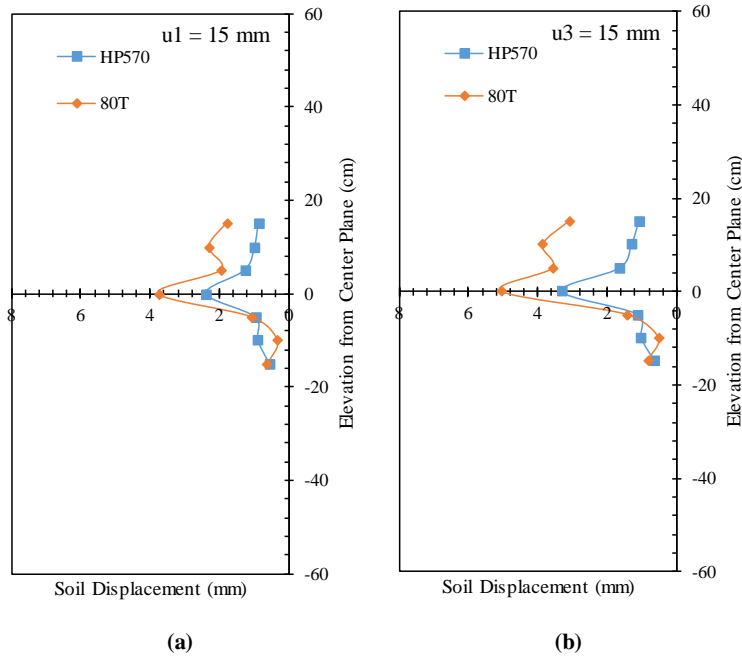 u1 = 15 mm
HP570
80T
60
40
20
0
-20
-40
-60
8
6
4
2
0
Elevation from Center Plane (cm)
Soil Displacement (mm)
(a)
u3 = 15 mm
HP570
80T
60
40
20
0
-20
-40
-60
8
6
4
2
0
Elevation from Center Plane (cm)
Soil Displacement (mm)
(b)